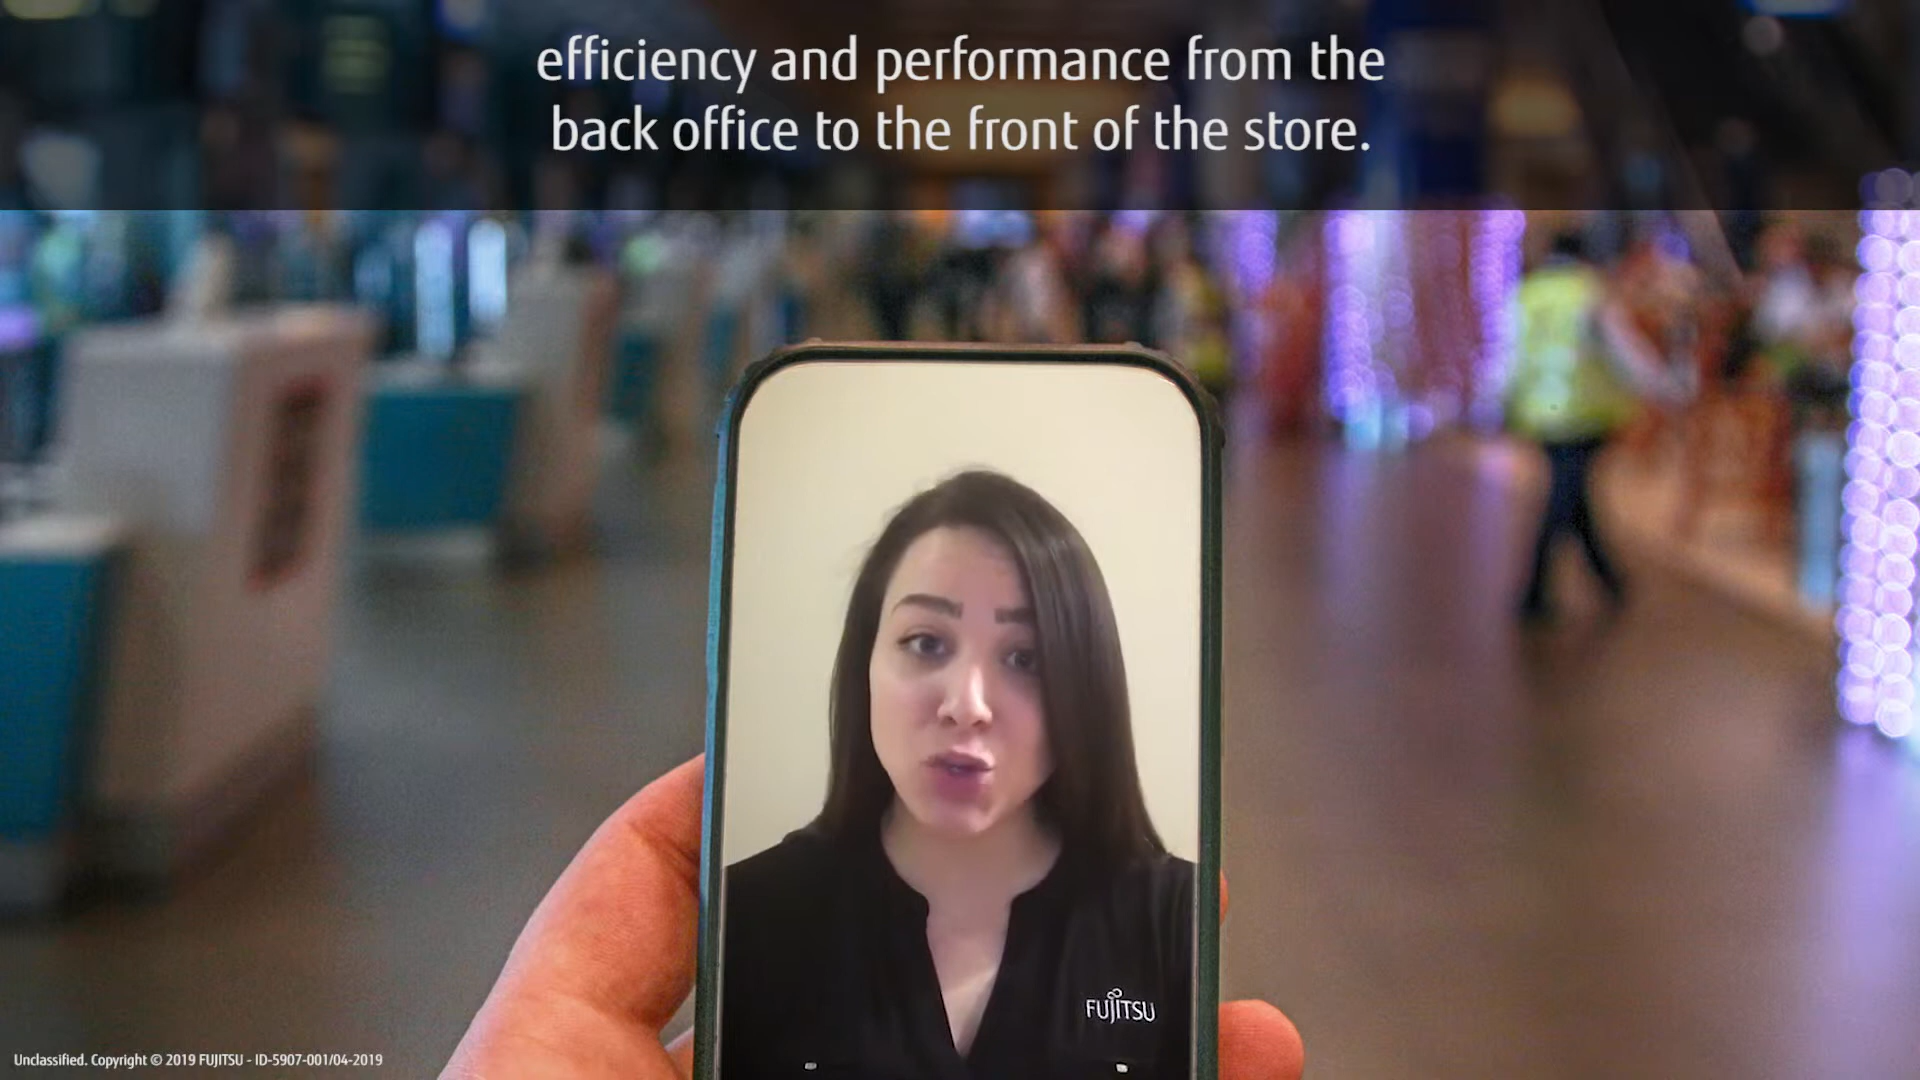 efficiency and performance from the
back office to the front of the store.
FUJITSU
Unclassified. Copyright © 2019 FUJITSU - ID-5907-001/04-2019